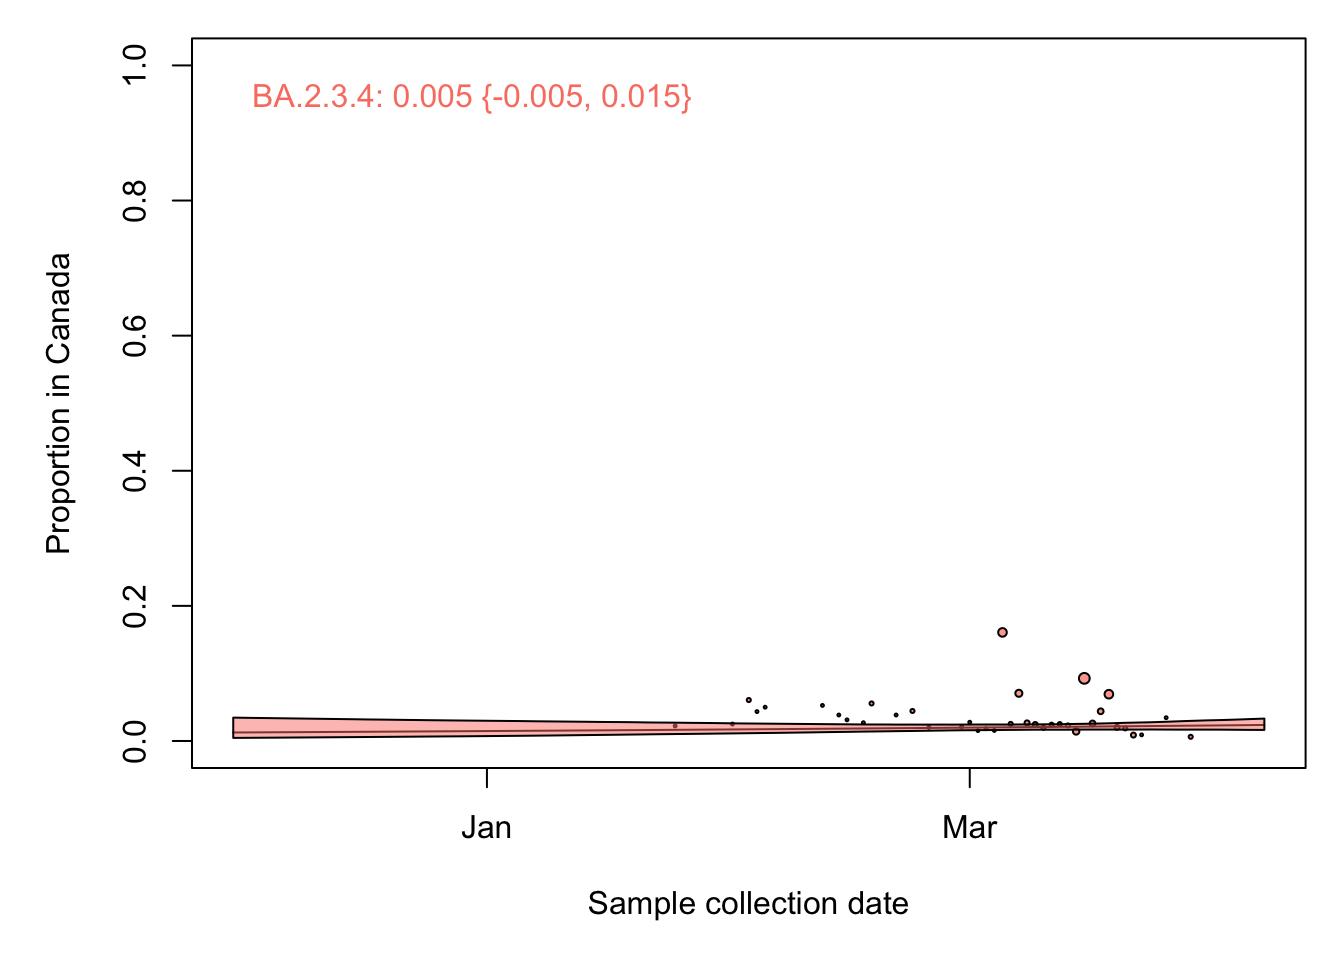 BA.2.3.4: 0.005 {-0.005, 0.015}
Proportion in Canada
1.0
0.8
0.6
0.4
0.2
0.0
Jan
Mar
Sample collection date